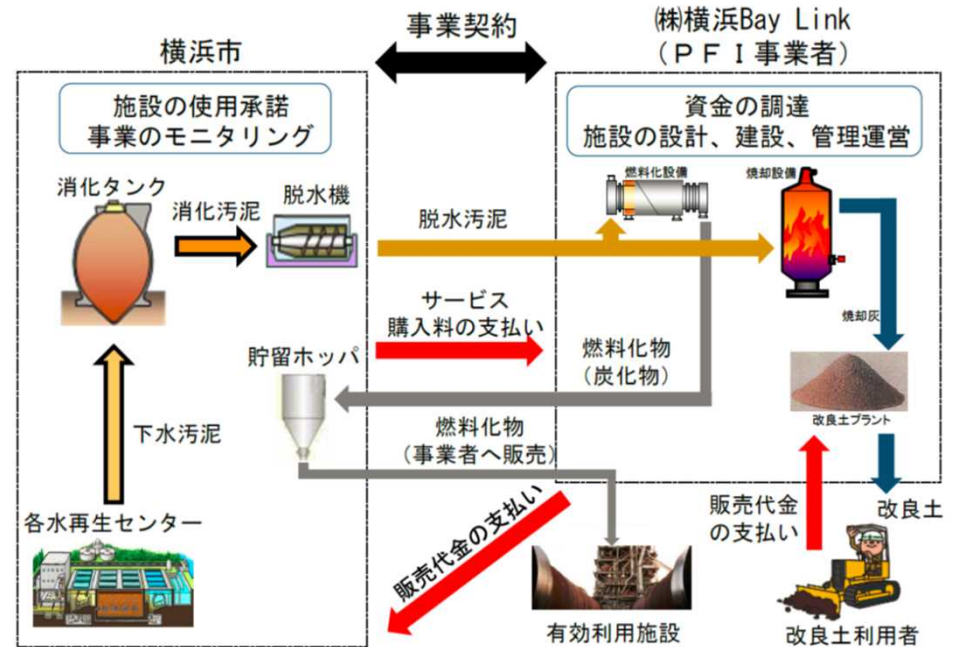 事業契約
㈱横浜Bay Link
(ＰＦＩ事業者)
横浜市
施設の使用承諾
事業のモニタリング
資金の調達
施設の設計、建設、管理運営
消化タンク
消化汚泥
脱水機
脱水汚泥
燃料化設備
焼却設備
サービス
購入料の支払い
焼却灰
貯留ホッパ
燃料化物
(炭化物)
改良土プラント
下水汚泥
燃料化物
(事業者へ販売)
販売代金の支払い
販売代金
の支払い
改良土
各水再生センター
有効利用施設
改良土利用者